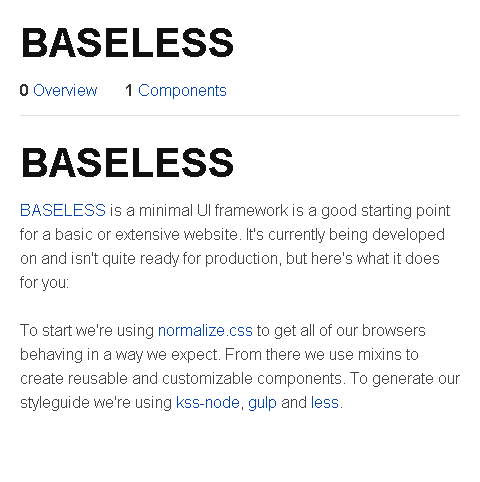 BASELESS
0 Overview 1 Components
BASELESS
BASELESS is a minimal UI framework is a good starting point
for a basic or extensive website. It's currently being developed
on and isn't quite ready for production, but here's what it does
for you:
To start we're using normalize.css to get all of our browsers
behaving in a way we expect. From there we use mixins to
create reusable and customizable components. To generate our
styleguide we're using kss-node, gulp and less.